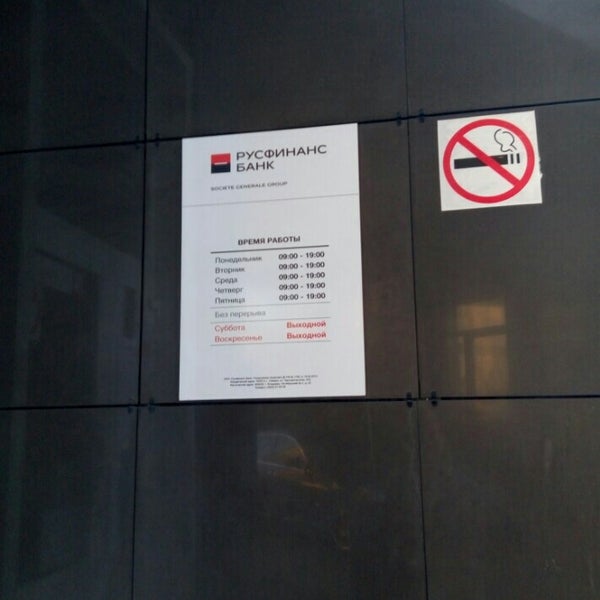 РУСФИНАНС
БАНК
SOCIETE GENERALE GROUP
ВРЕМЯ РАБОТЫ
Понедельник 09:00 - 19:00
Вторник 09:00 - 19:00
Среда 09:00 - 19:00
Четверг 09:00 - 19:00
Пятница 09:00 - 19:00
Без перерыва
Суббота Выходной
Воскресенье Выходной